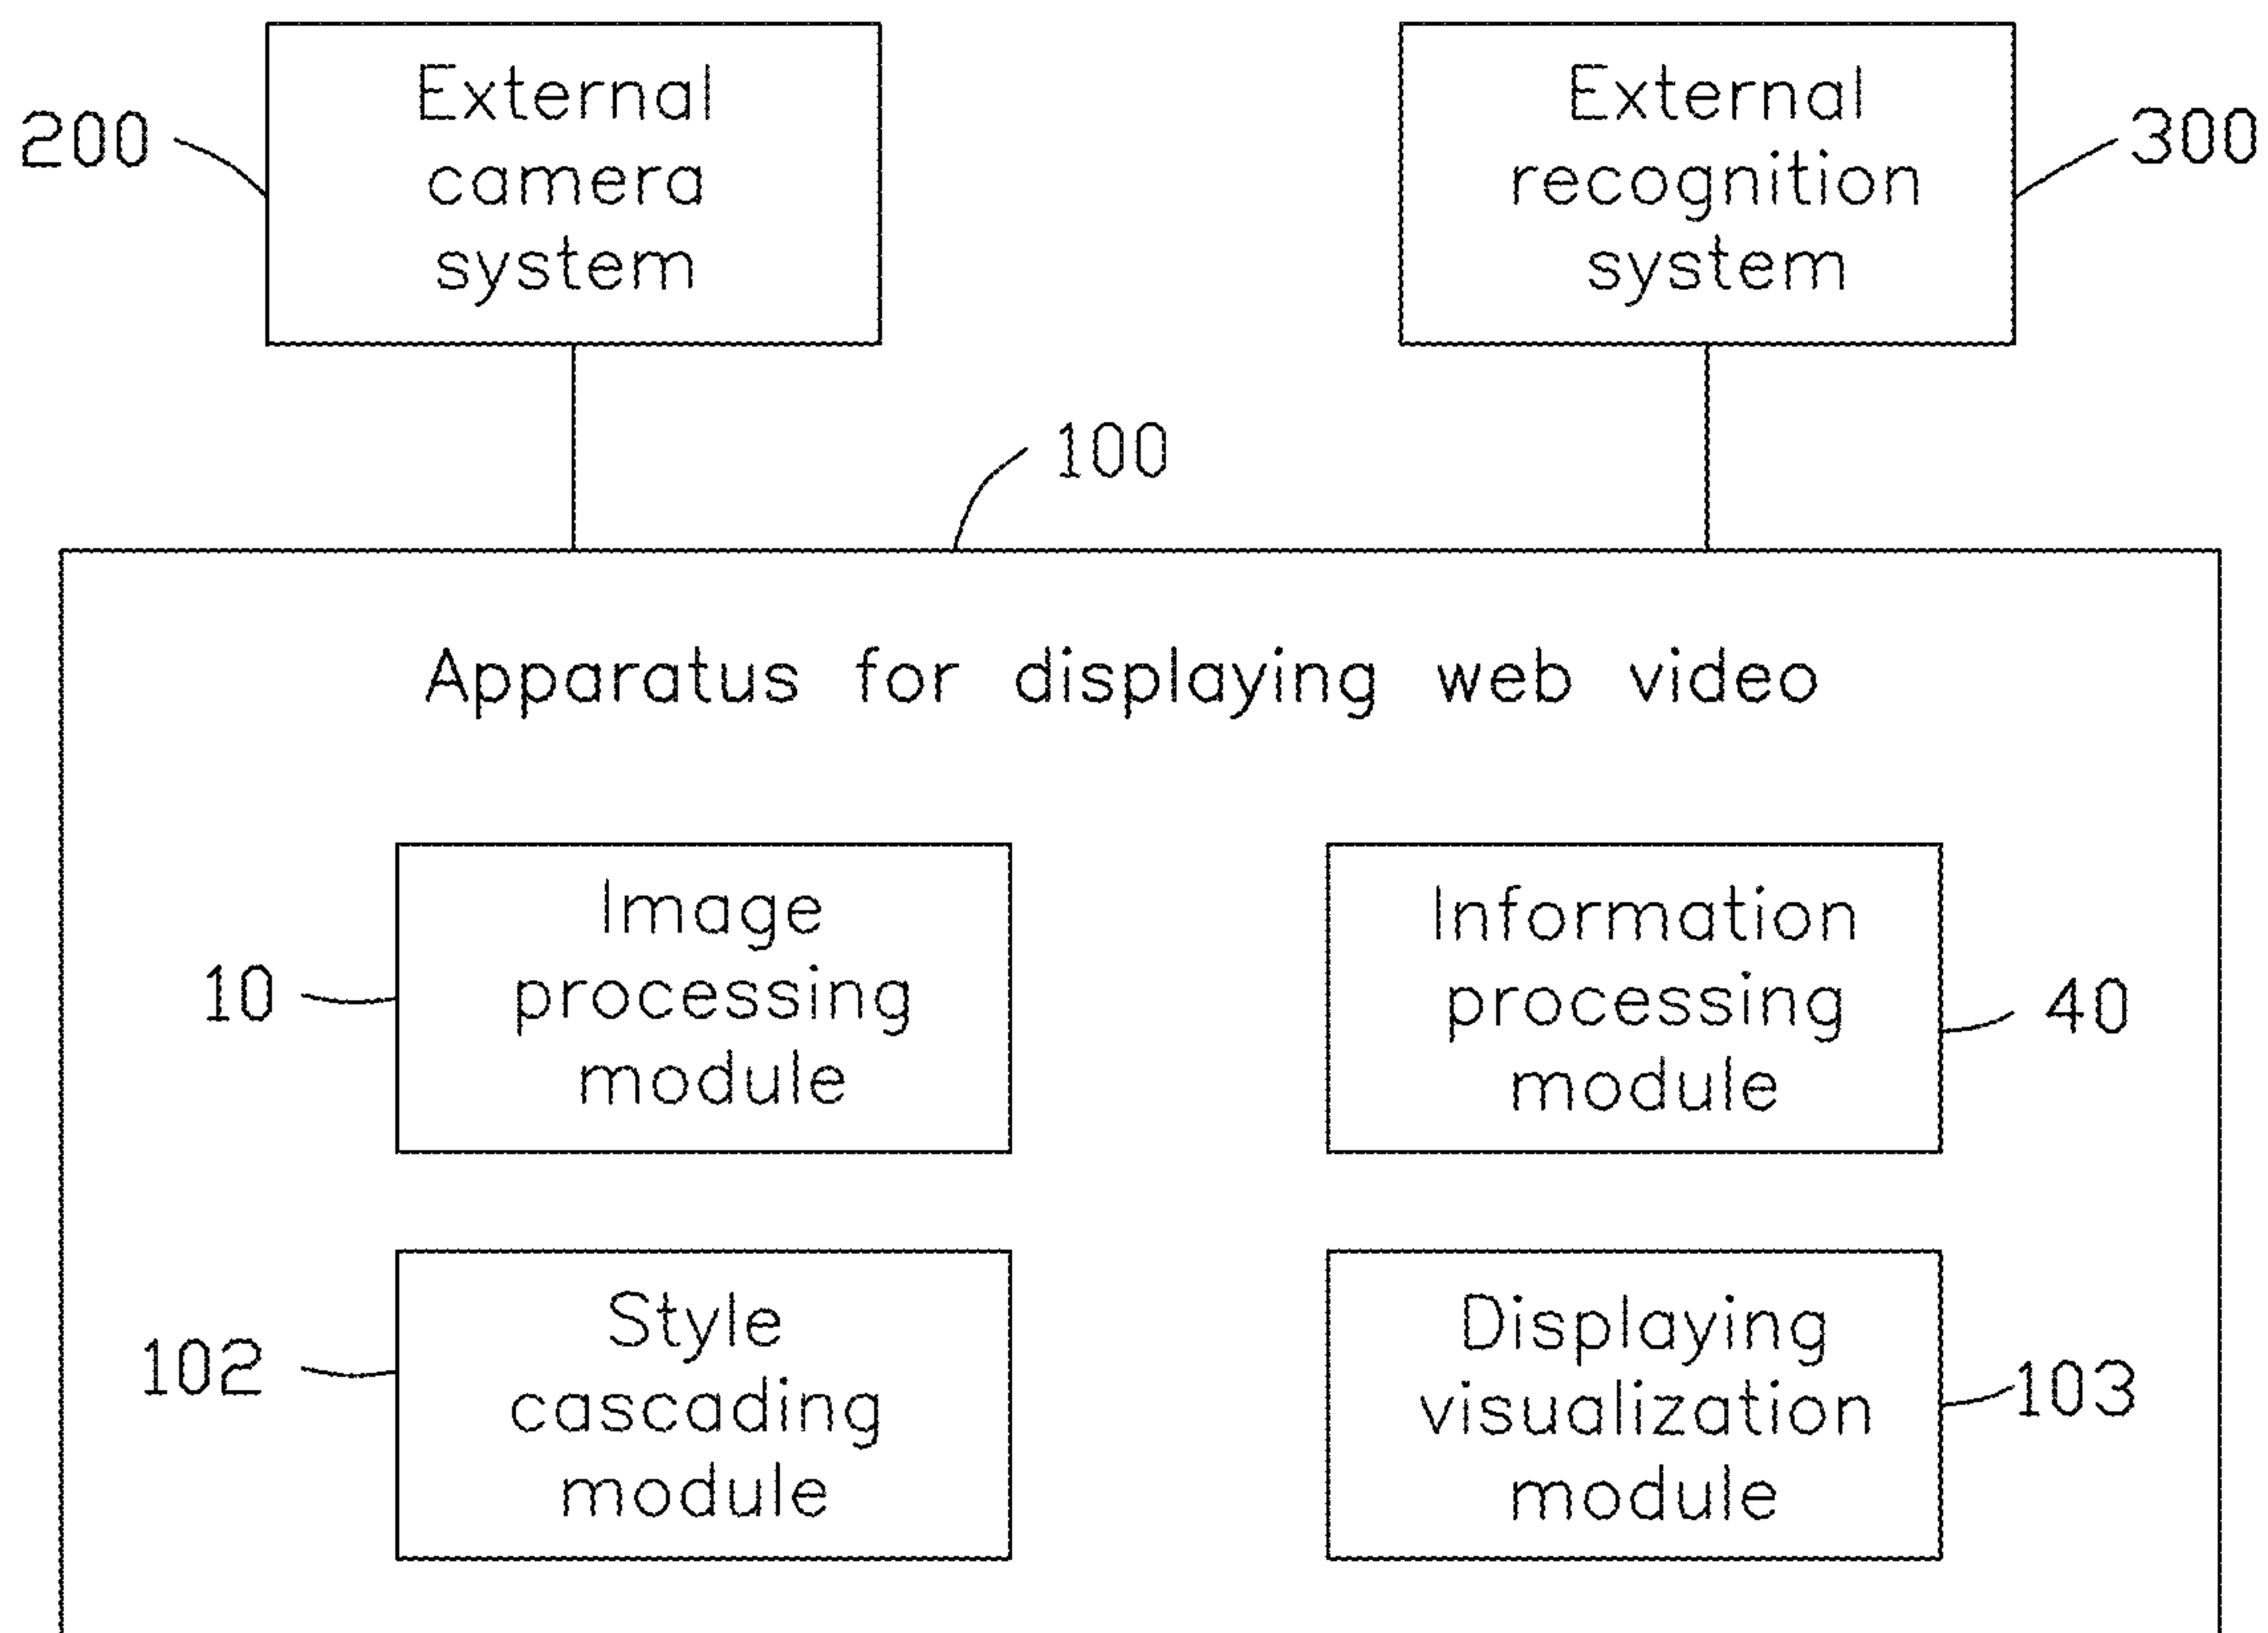 External
camera
system
200
External
recognition
system
300
100
Apparatus for displaying web video
Image
processing
module
10
Information
processing
module
40
Style
cascading
module
102
Displaying
visualization
module
103